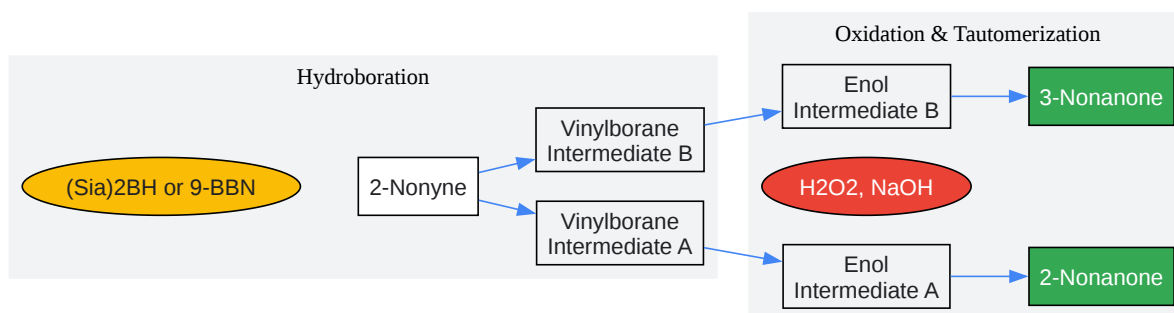 Oxidation & Tautomerization
Hydroboration
Enol
Intermediate B
3-Nonanone
Vinylborane
Intermediate B
(Sia)2BH or 9-BBN
2-Nonyne
H2O2, NaOH
Vinylborane
Intermediate A
Enol
Intermediate A
2-Nonanone